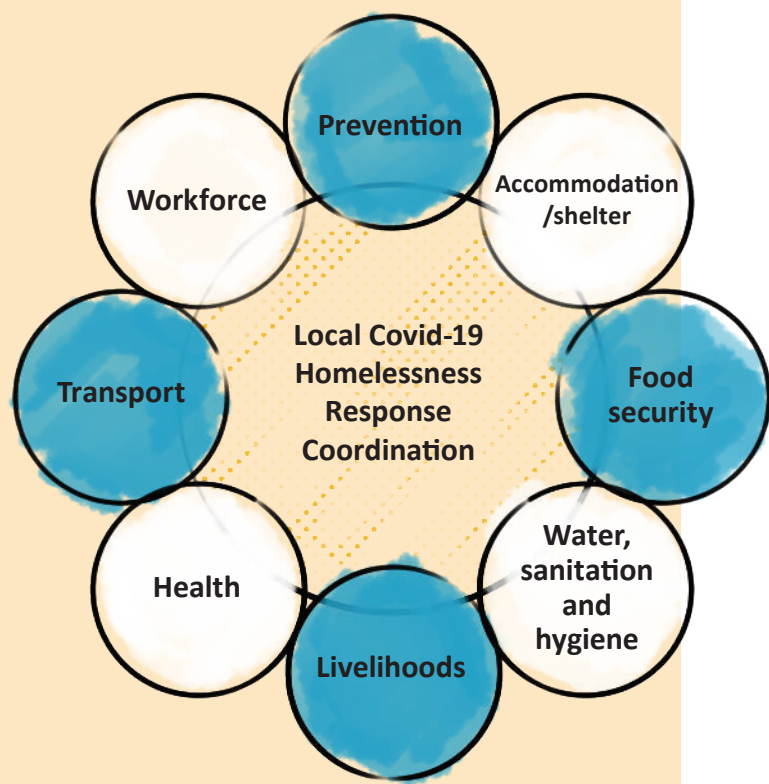 Prevention
Accommodation
/shelter
Workforce
Local Covid-19
Homelessness
Response
Coordination
Transport
Food
security
Water,
sanitation
and
hygiene
Health
Livelihoods